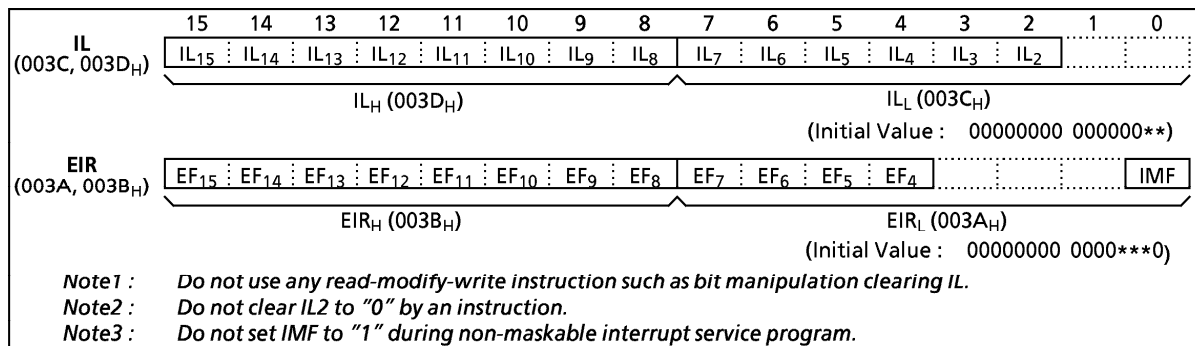 15 14 13 12 11 10 9 8 7 6 5 4 3 2 1 0
IL
(003C, 003DH)
IL15 IL14 IL13 IL12 IL11 IL10 IL9 IL8 IL7 IL6 IL5 IL4 IL3 IL2
ILH (003DH) ILL (003CH)
(Initial Value : 00000000 000000**)
EIR
(003A, 003BH)
EF15 EF14 EF13 EF12 EF11 EF10 EF9 EF8 EF7 EF6 EF5 EF4 IMF
EIRH (003BH) EIRL (003AH)
(Initial Value : 00000000 0000***0)
Note1 : Do not use any read-modify-write instruction such as bit manipulation clearing IL.
Note2 : Do not clear IL2 to "0" by an instruction.
Note3 : Do not set IMF to "1" during non-maskable interrupt service program.